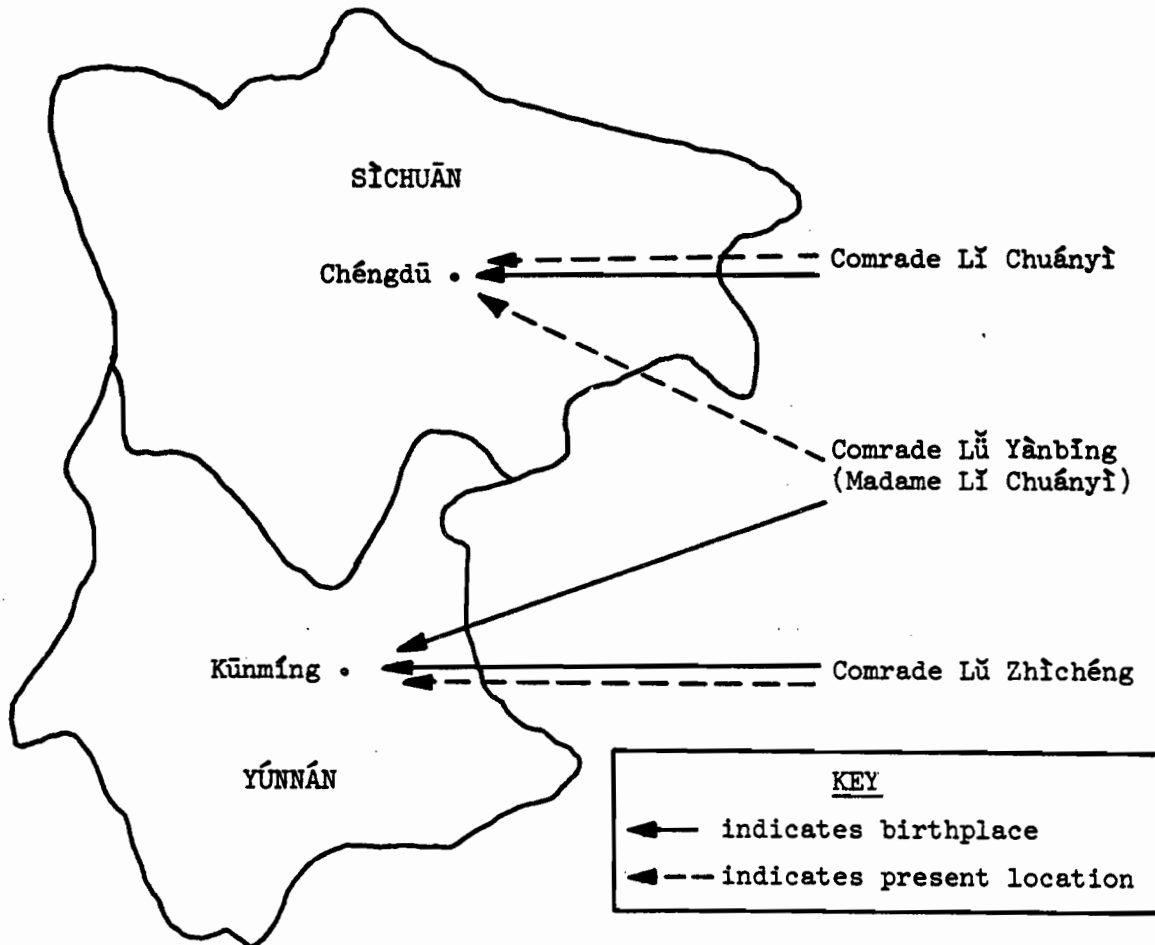 SÌCHUĀN
Chéngdū
Comrade Lǐ Chuányì
Comrade Lǚ Yànbīng
(Madame Lǐ Chuányì)
Kūnmíng
Comrade Lǔ Zhìchéng
YÚNNÁN
KEY
indicates birthplace
indicates present location